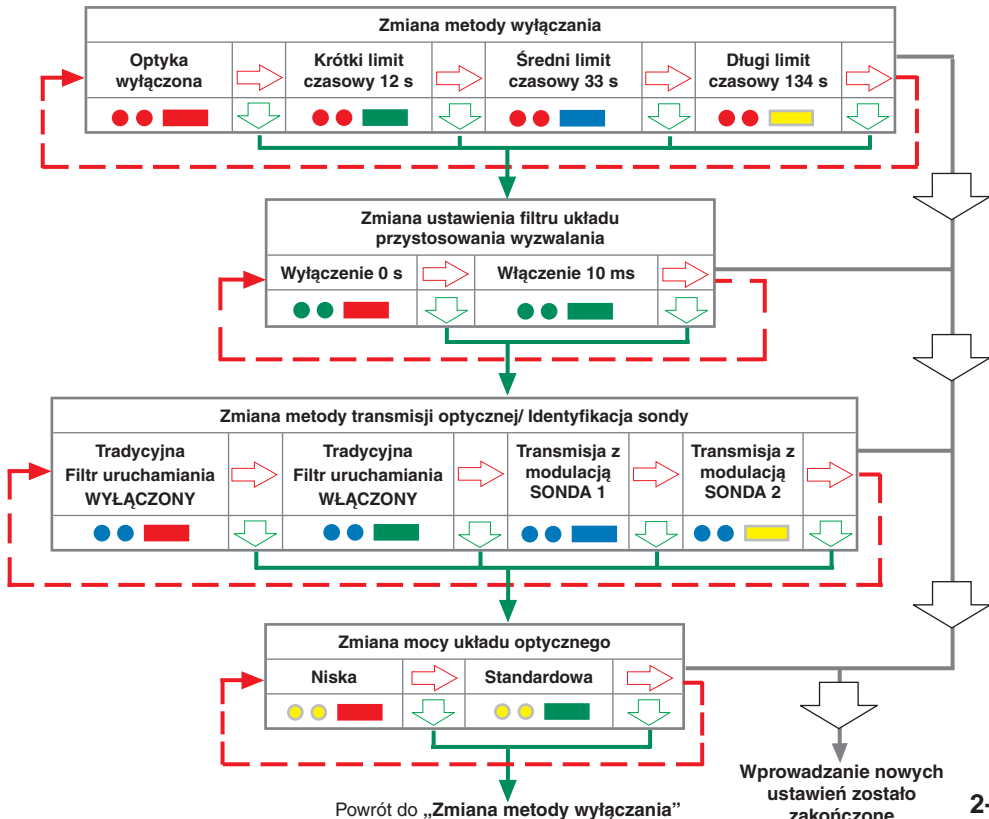 Zmiana metody wyłączania
Optyka
wyłączona
Krótki limit
czasowy 12 s
Średni limit
czasowy 33 s
Długi limit
czasowy 134 s
Zmiana ustawienia filtru układu
przystosowania wyzwalania
Wyłączenie 0 s
Włączenie 10 ms
Zmiana metody transmisji optycznej/ Identyfikacja sondy
Tradycyjna
Filtr uruchamiania
WYŁĄCZONY
Tradycyjna
Filtr uruchamiania
WŁĄCZONY
Transmisja z
modulacją
SONDA 1
Transmisja z
modulacją
SONDA 2
Zmiana mocy układu optycznego
Niska
Standardowa
Powrót do „Zmiana metody wyłączania”
Wprowadzanie nowych
ustawień zostało
zakończone
2-